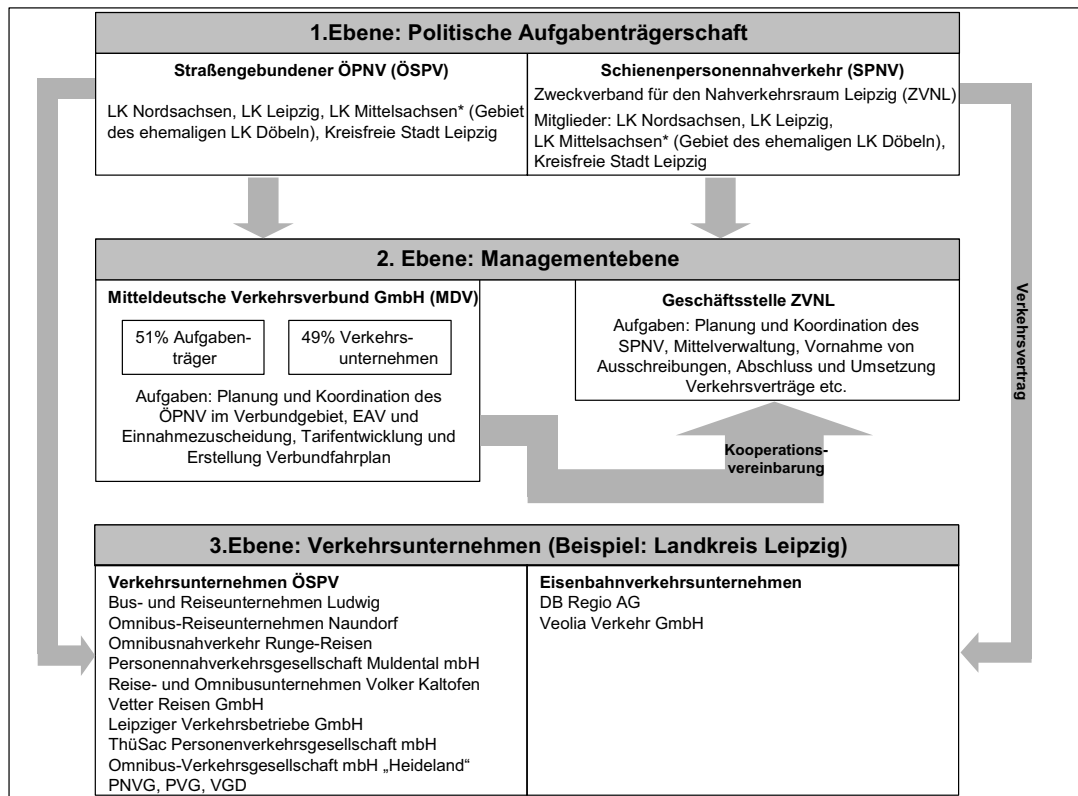 1.Ebene: Politische Aufgabenträgerschaft
Straßengebundener ÖPNV (ÖSPV)
LK Nordsachsen, LK Leipzig, LK Mittelsachsen* (Gebiet
des ehemaligen LK Döbeln), Kreisfreie Stadt Leipzig
Schienenpersonennahverkehr (SPNV)
Zweckverband für den Nahverkehrsraum Leipzig (ZVNL)
Mitglieder: LK Nordsachsen, LK Leipzig,
LK Mittelsachsen* (Gebiet des ehemaligen LK Döbeln),
Kreisfreie Stadt Leipzig
2. Ebene: Managementebene
Mitteldeutsche Verkehrsverbund GmbH (MDV)
51% Aufgaben-
träger
49% Verkehrs-
unternehmen
Aufgaben: Planung und Koordination des
ÖPNV im Verbundgebiet, EAV und
Einnahmezuscheidung, Tarifentwicklung und
Erstellung Verbundfahrplan
Geschäftsstelle ZVNL
Aufgaben: Planung und Koordination des
SPNV, Mittelverwaltung, Vornahme von
Ausschreibungen, Abschluss und Umsetzung
Verkehrsverträge etc.
Kooperations-
vereinbarung
Verkehrsvertrag
3.Ebene: Verkehrsunternehmen (Beispiel: Landkreis Leipzig)
Verkehrsunternehmen ÖSPV
Bus- und Reiseunternehmen Ludwig
Omnibus-Reiseunternehmen Naundorf
Omnibusnahverkehr Runge-Reisen
Personennahverkehrsgesellschaft Muldental mbH
Reise- und Omnibusunternehmen Volker Kaltofen
Vetter Reisen GmbH
Leipziger Verkehrsbetriebe GmbH
ThüSac Personenverkehrsgesellschaft mbH
Omnibus-Verkehrsgesellschaft mbH „Heideland“
PNVG, PVG, VGD
Eisenbahnverkehrsunternehmen
DB Regio AG
Veolia Verkehr GmbH